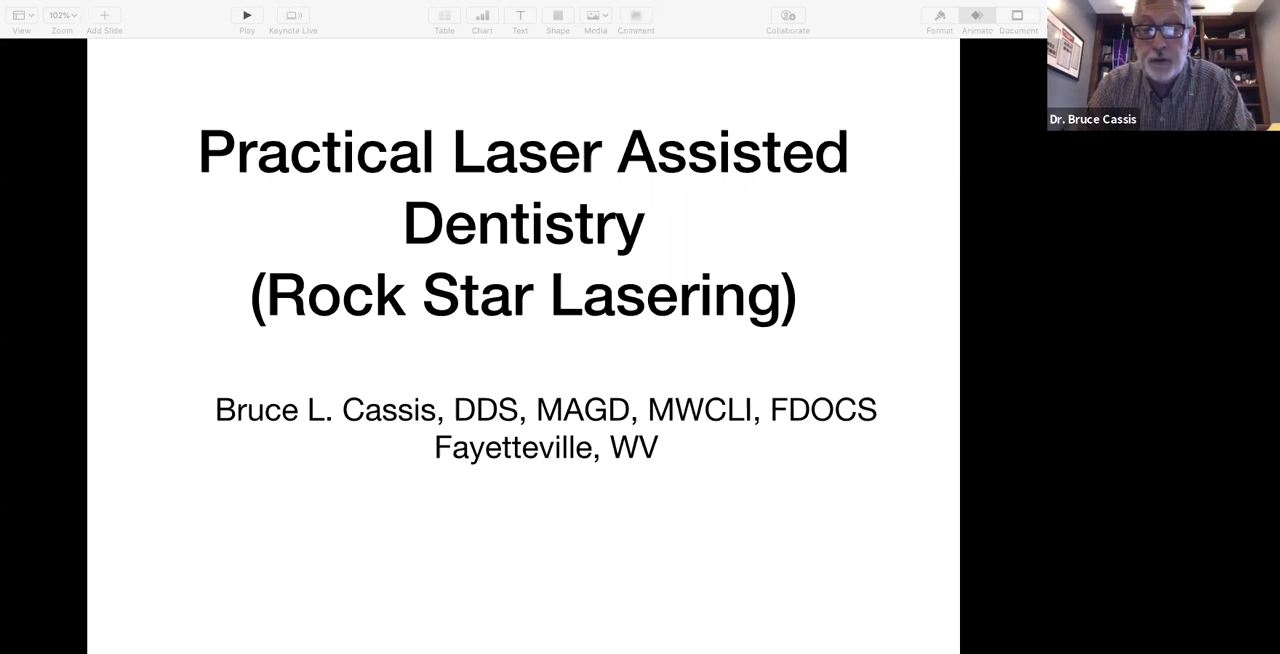 View
102%
Zoom
Add Slide
Play
Keynote Live
Table
Chart
Text
Shape
Media
Comment
Collaborate
Format
Animate
Document
Dr. Bruce Cassis
Practical Laser Assisted
Dentistry
(Rock Star Lasering)
Bruce L. Cassis, DDS, MAGD, MWCLI, FDOCS
Fayetteville, WV